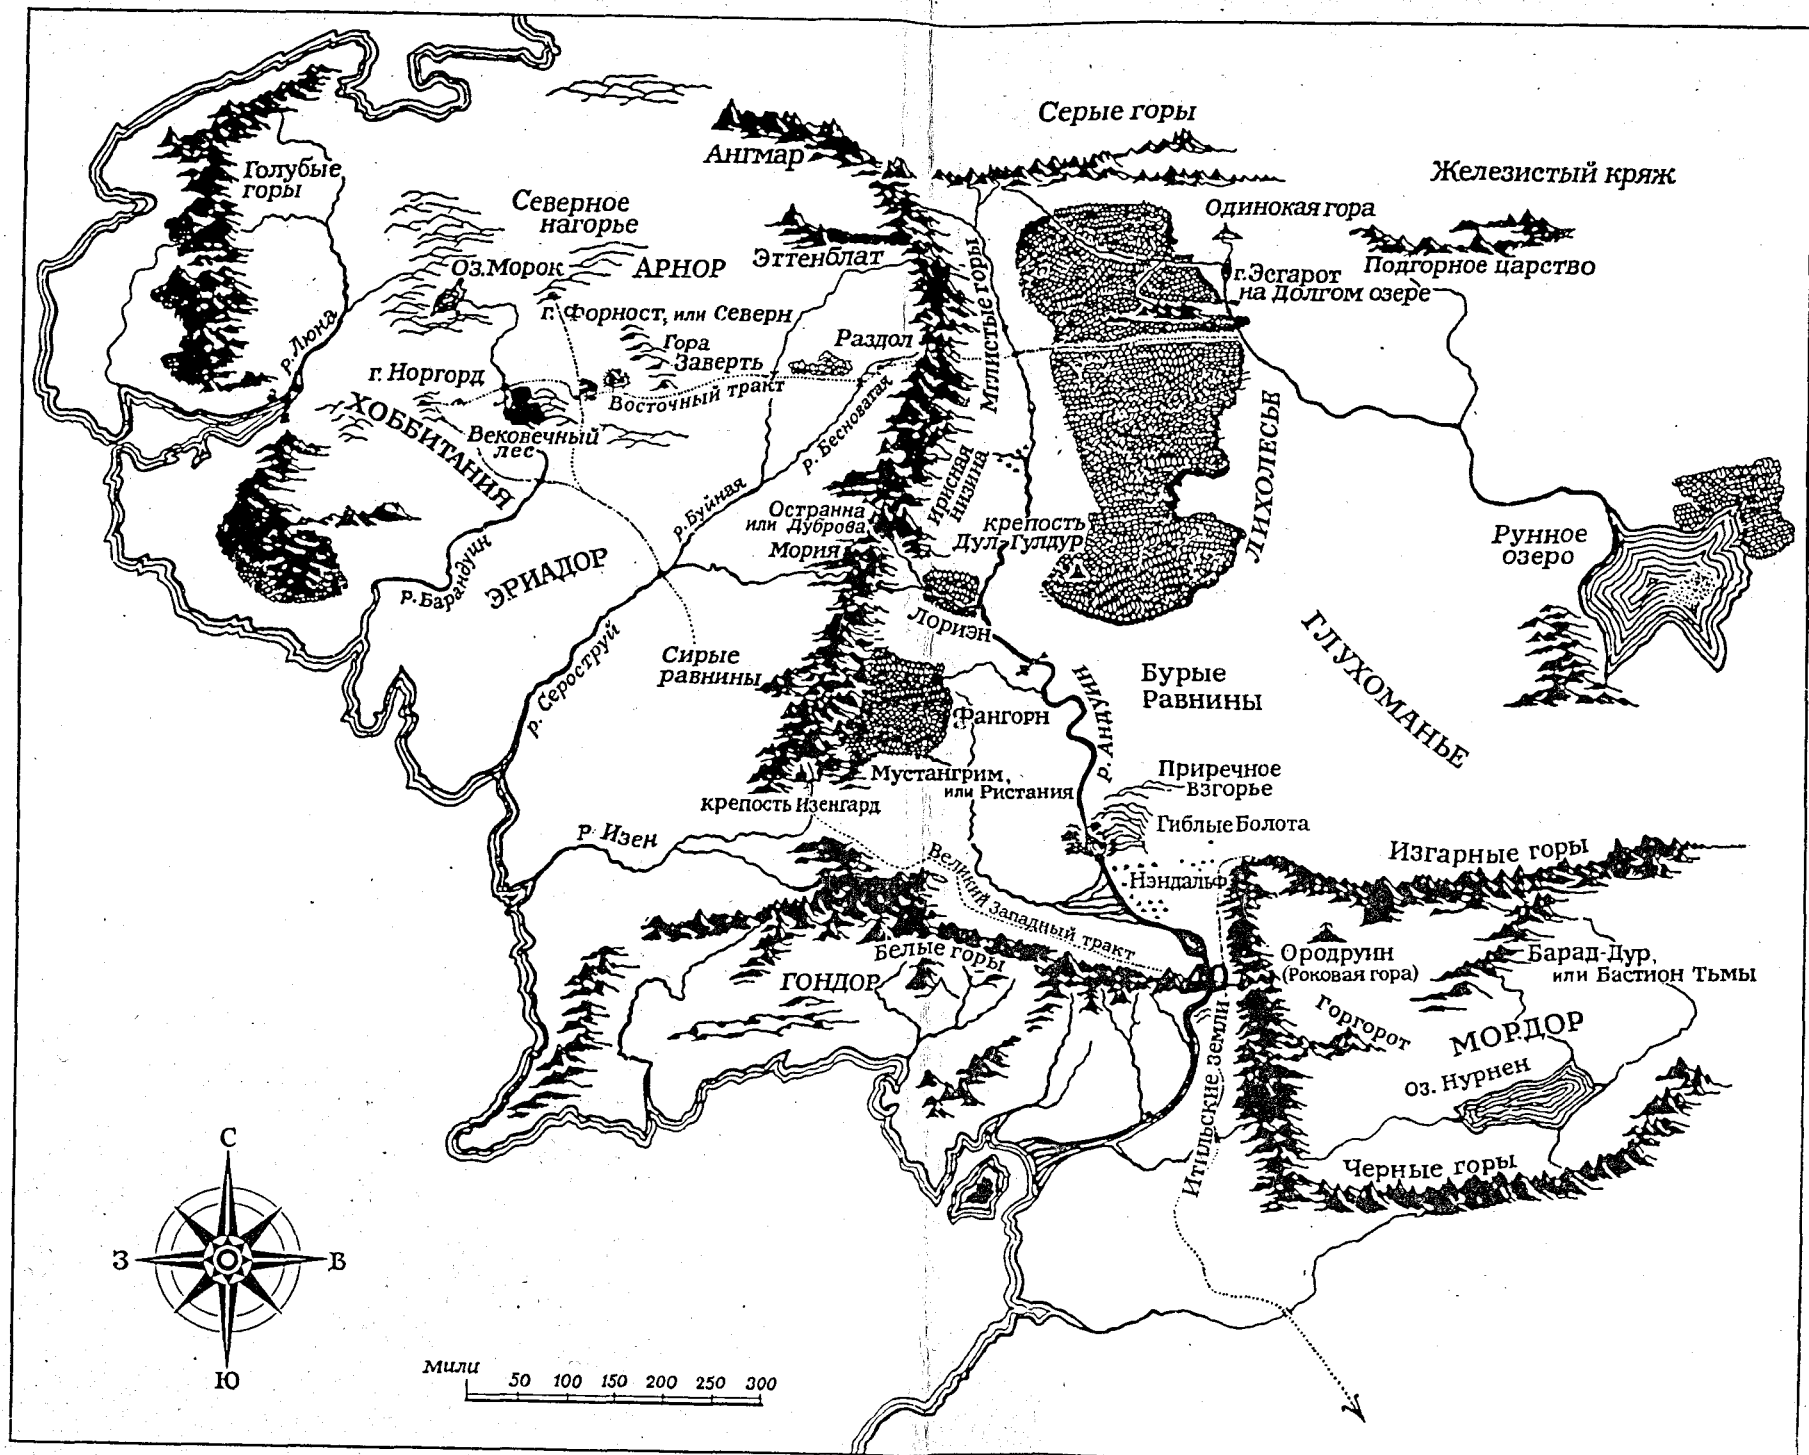 Серые горы
Ангмар
Железистый кряж
Голубые
горы
Северное
нагорье
Одинокая гора
Эттенблат
Мглистые горы
Оз. Морок
АРНОР
г. Эсгарот
на Долгом озере
Подгорное царство
г. Форност, или Северн
р. Люна
Гора
Заверть
Раздол
г. Норгорд
Восточный тракт
ХОББИТАНИЯ
Вековечный
лес
р. Бесноватая
ЛИХОЛЕСЬЕ
Ирисная
низина
р. Буйная
Остранна
или Дуброва
крепость
Дул-Гулдур
Мория
Рунное
озеро
р. Барандуин
ЭРИАДОР
Лориэн
ГЛУХОМАНЬЕ
Сирые
равнины
р. Сероструй
Бурые
Равнины
р. Андуин
Фангорн
Мустангрим,
или Ристания
Приречное
взгорье
крепость Изенгард
Гиблые Болота
р. Изен
Великий Западный тракт
Изгарные горы
Нэндальф
Белые горы
ГОНДОР
Ородруин
(Роковая гора)
Барад-Дур,
или Бастион Тьмы
Горгорот
МОРДОР
оз. Нурнен
Итильские земли
Черные горы
С
З
В
Ю
Мили
50 100 150 200 250 300